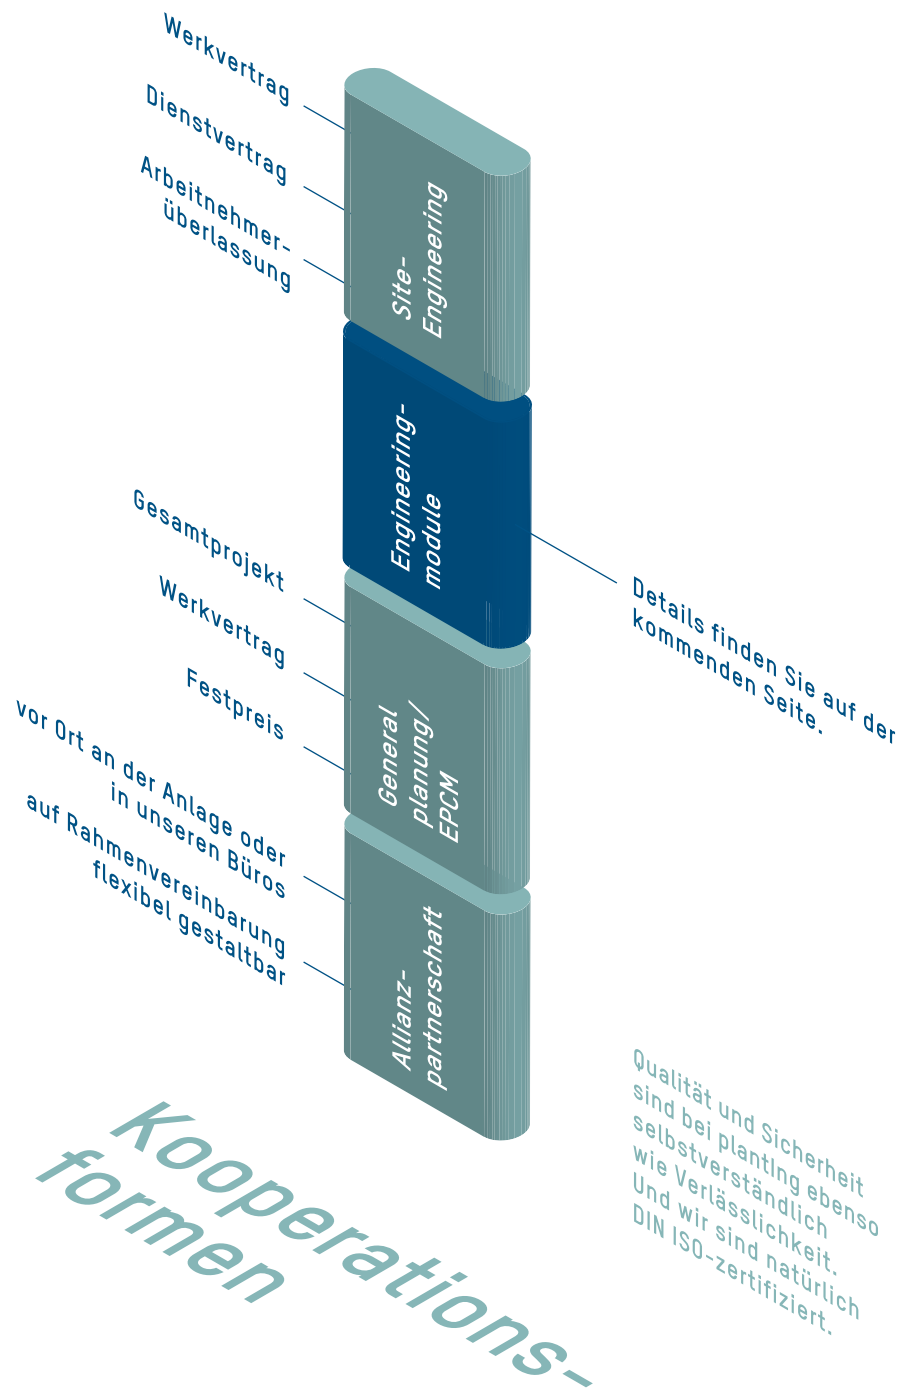 Werkvertrag
Dienstvertrag
Arbeitnehmer-
überlassung
Site-
Engineering
Engineering-
module
Details finden Sie auf der
kommenden Seite.
Gesamtprojekt
Werkvertrag
Festpreis
General
planung/
EPCM
vor Ort an der Anlage oder
in unseren Büros
auf Rahmenvereinbarung
flexibel gestaltbar
Allianz-
partnerschaft
Kooperations-
formen
Qualität und Sicherheit
sind bei plantIng ebenso
selbstverständlich
wie Verlässlichkeit.
Und wir sind natürlich
DIN ISO-zertifiziert.